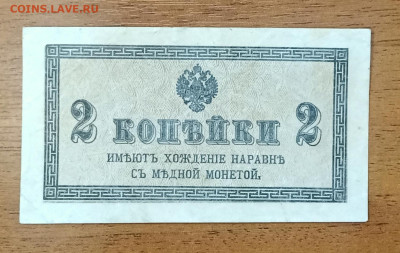 COINS.LAVE.RU
2 КОПѢЙКИ 2
ИМѢЮТЪ ХОЖДЕНІЕ НАРАВНѢ
СЪ МѢДНОЙ МОНЕТОЙ.